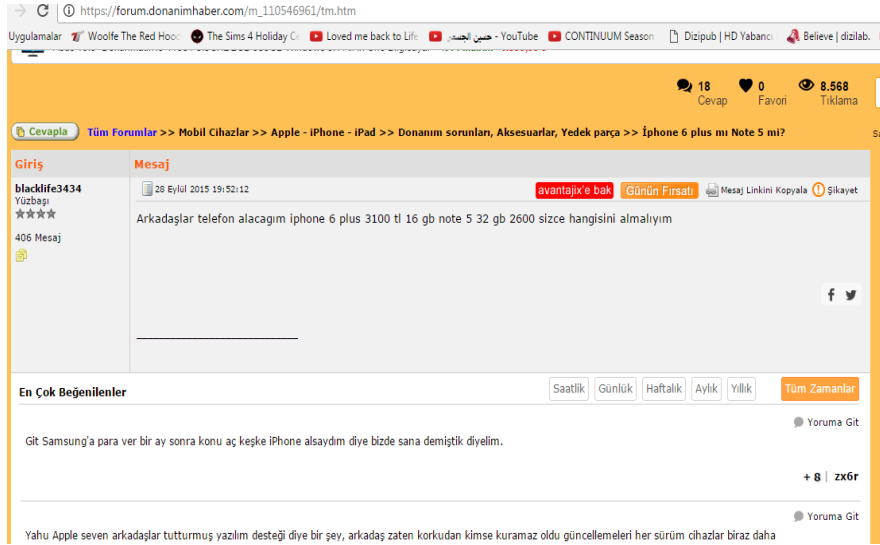 https://forum.donanimhaber.com/m_110546961/tm.htm
Uygulamalar Woolfe The Red Hoo The Sims 4 Holiday C Loved me back to Life حسين الجسمي - YouTube CONTINUUM Season Dizipub | HD Yabancı Believe | dizilab.
18 0 8.568
Cevap Favori Tıklama
Cevapla Tüm Forumlar >> Mobil Cihazlar >> Apple - iPhone - iPad >> Donanım sorunları, Aksesuarlar, Yedek parça >> İphone 6 plus mı Note 5 mi?
Giriş Mesaj
blacklife3434 28 Eylül 2015 19:52:12 avantajix'e bak Günün Fırsatı Mesaj Linkini Kopyala Şikayet
Yüzbaşı
Arkadaşlar telefon alacagım iphone 6 plus 3100 tl 16 gb note 5 32 gb 2600 sizce hangisini almalıyım
406 Mesaj
En Çok Beğenilenler Saatlik Günlük Haftalık Aylık Yıllık Tüm Zamanlar
Yoruma Git
Git Samsung'a para ver bir ay sonra konu aç keşke iPhone alsaydım diye bizde sana demiştik diyelim.
+ 8 | zx6r
Yoruma Git
Yahu Apple seven arkadaşlar tutturmuş yazılım desteği diye bir şey, arkadaş zaten korkudan kimse kuramaz oldu güncellemeleri her sürüm cihazlar biraz daha